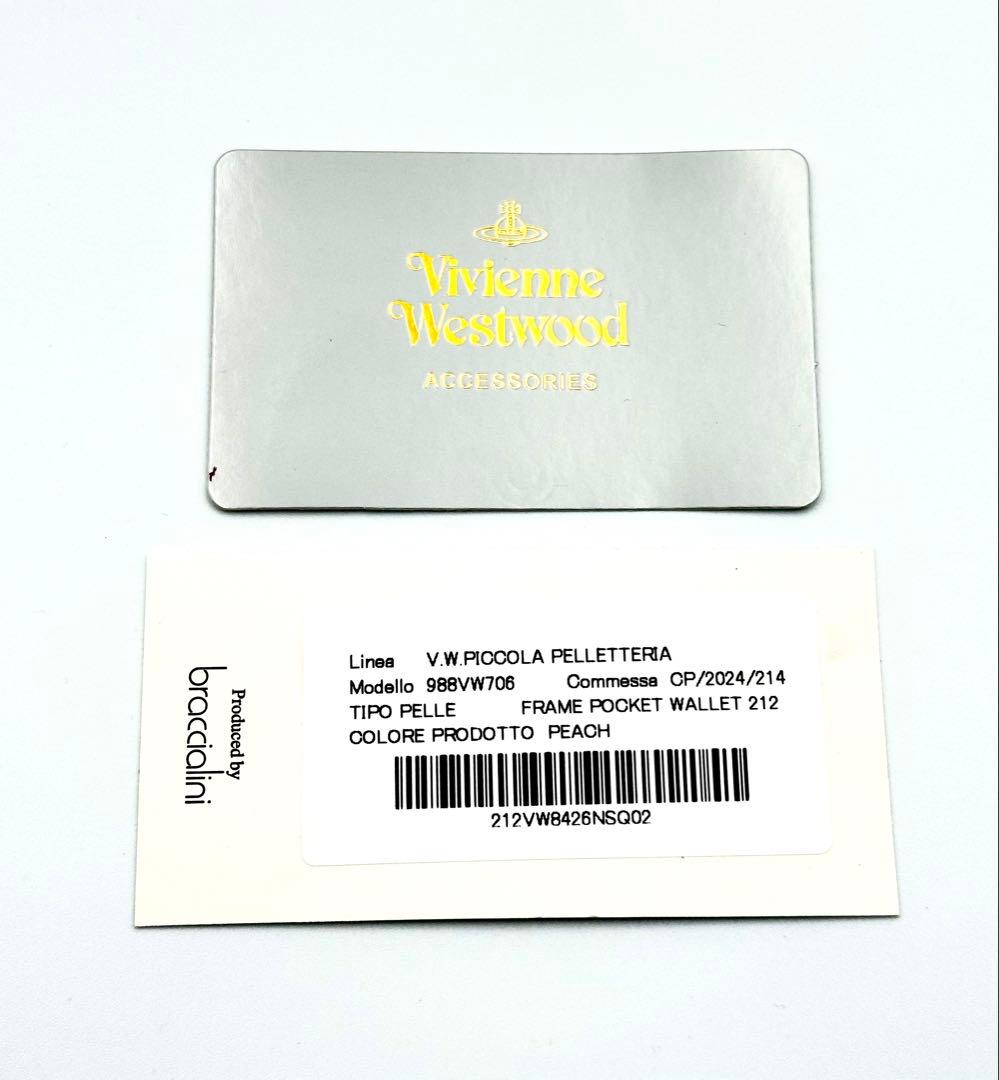 Vivienne
Westwood
ACCESSORIES
Produced by
braccialini
Linea V.W.PICCOLA PELLETTERIA
Modello 988VW706 Commessa CP/2024/214
TIPO PELLE FRAME POCKET WALLET 212
COLORE PRODOTTO PEACH
212VW8426NSQ02